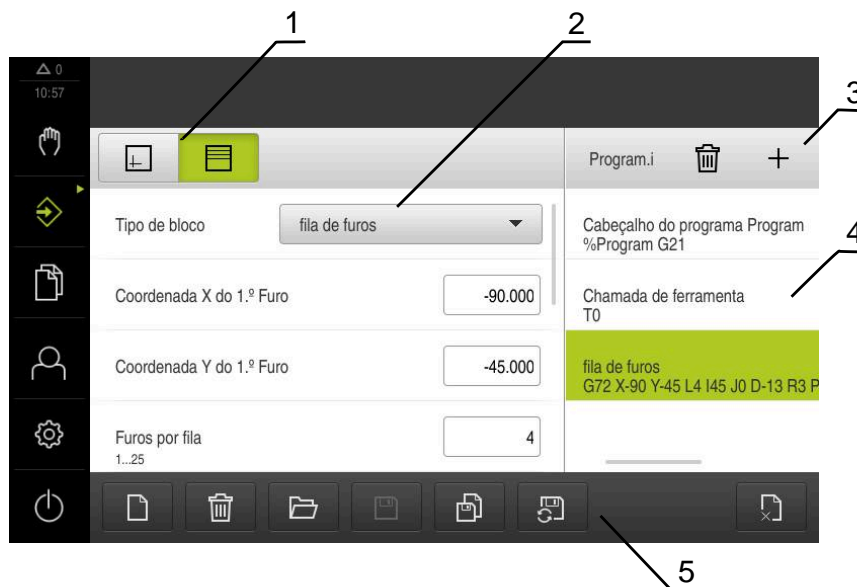 1
2
3
4
5
0
10:57
Program.i
Tipo de bloco
fila de furos
Coordenada X do 1.º Furo
-90.000
Coordenada Y do 1.º Furo
-45.000
Furos por fila
1...25
4
Cabeçalho do programa Program
%Program G21
Chamada de ferramenta
T0
fila de furos
G72 X-90 Y-45 L4 I45 J0 D-13 R3 P